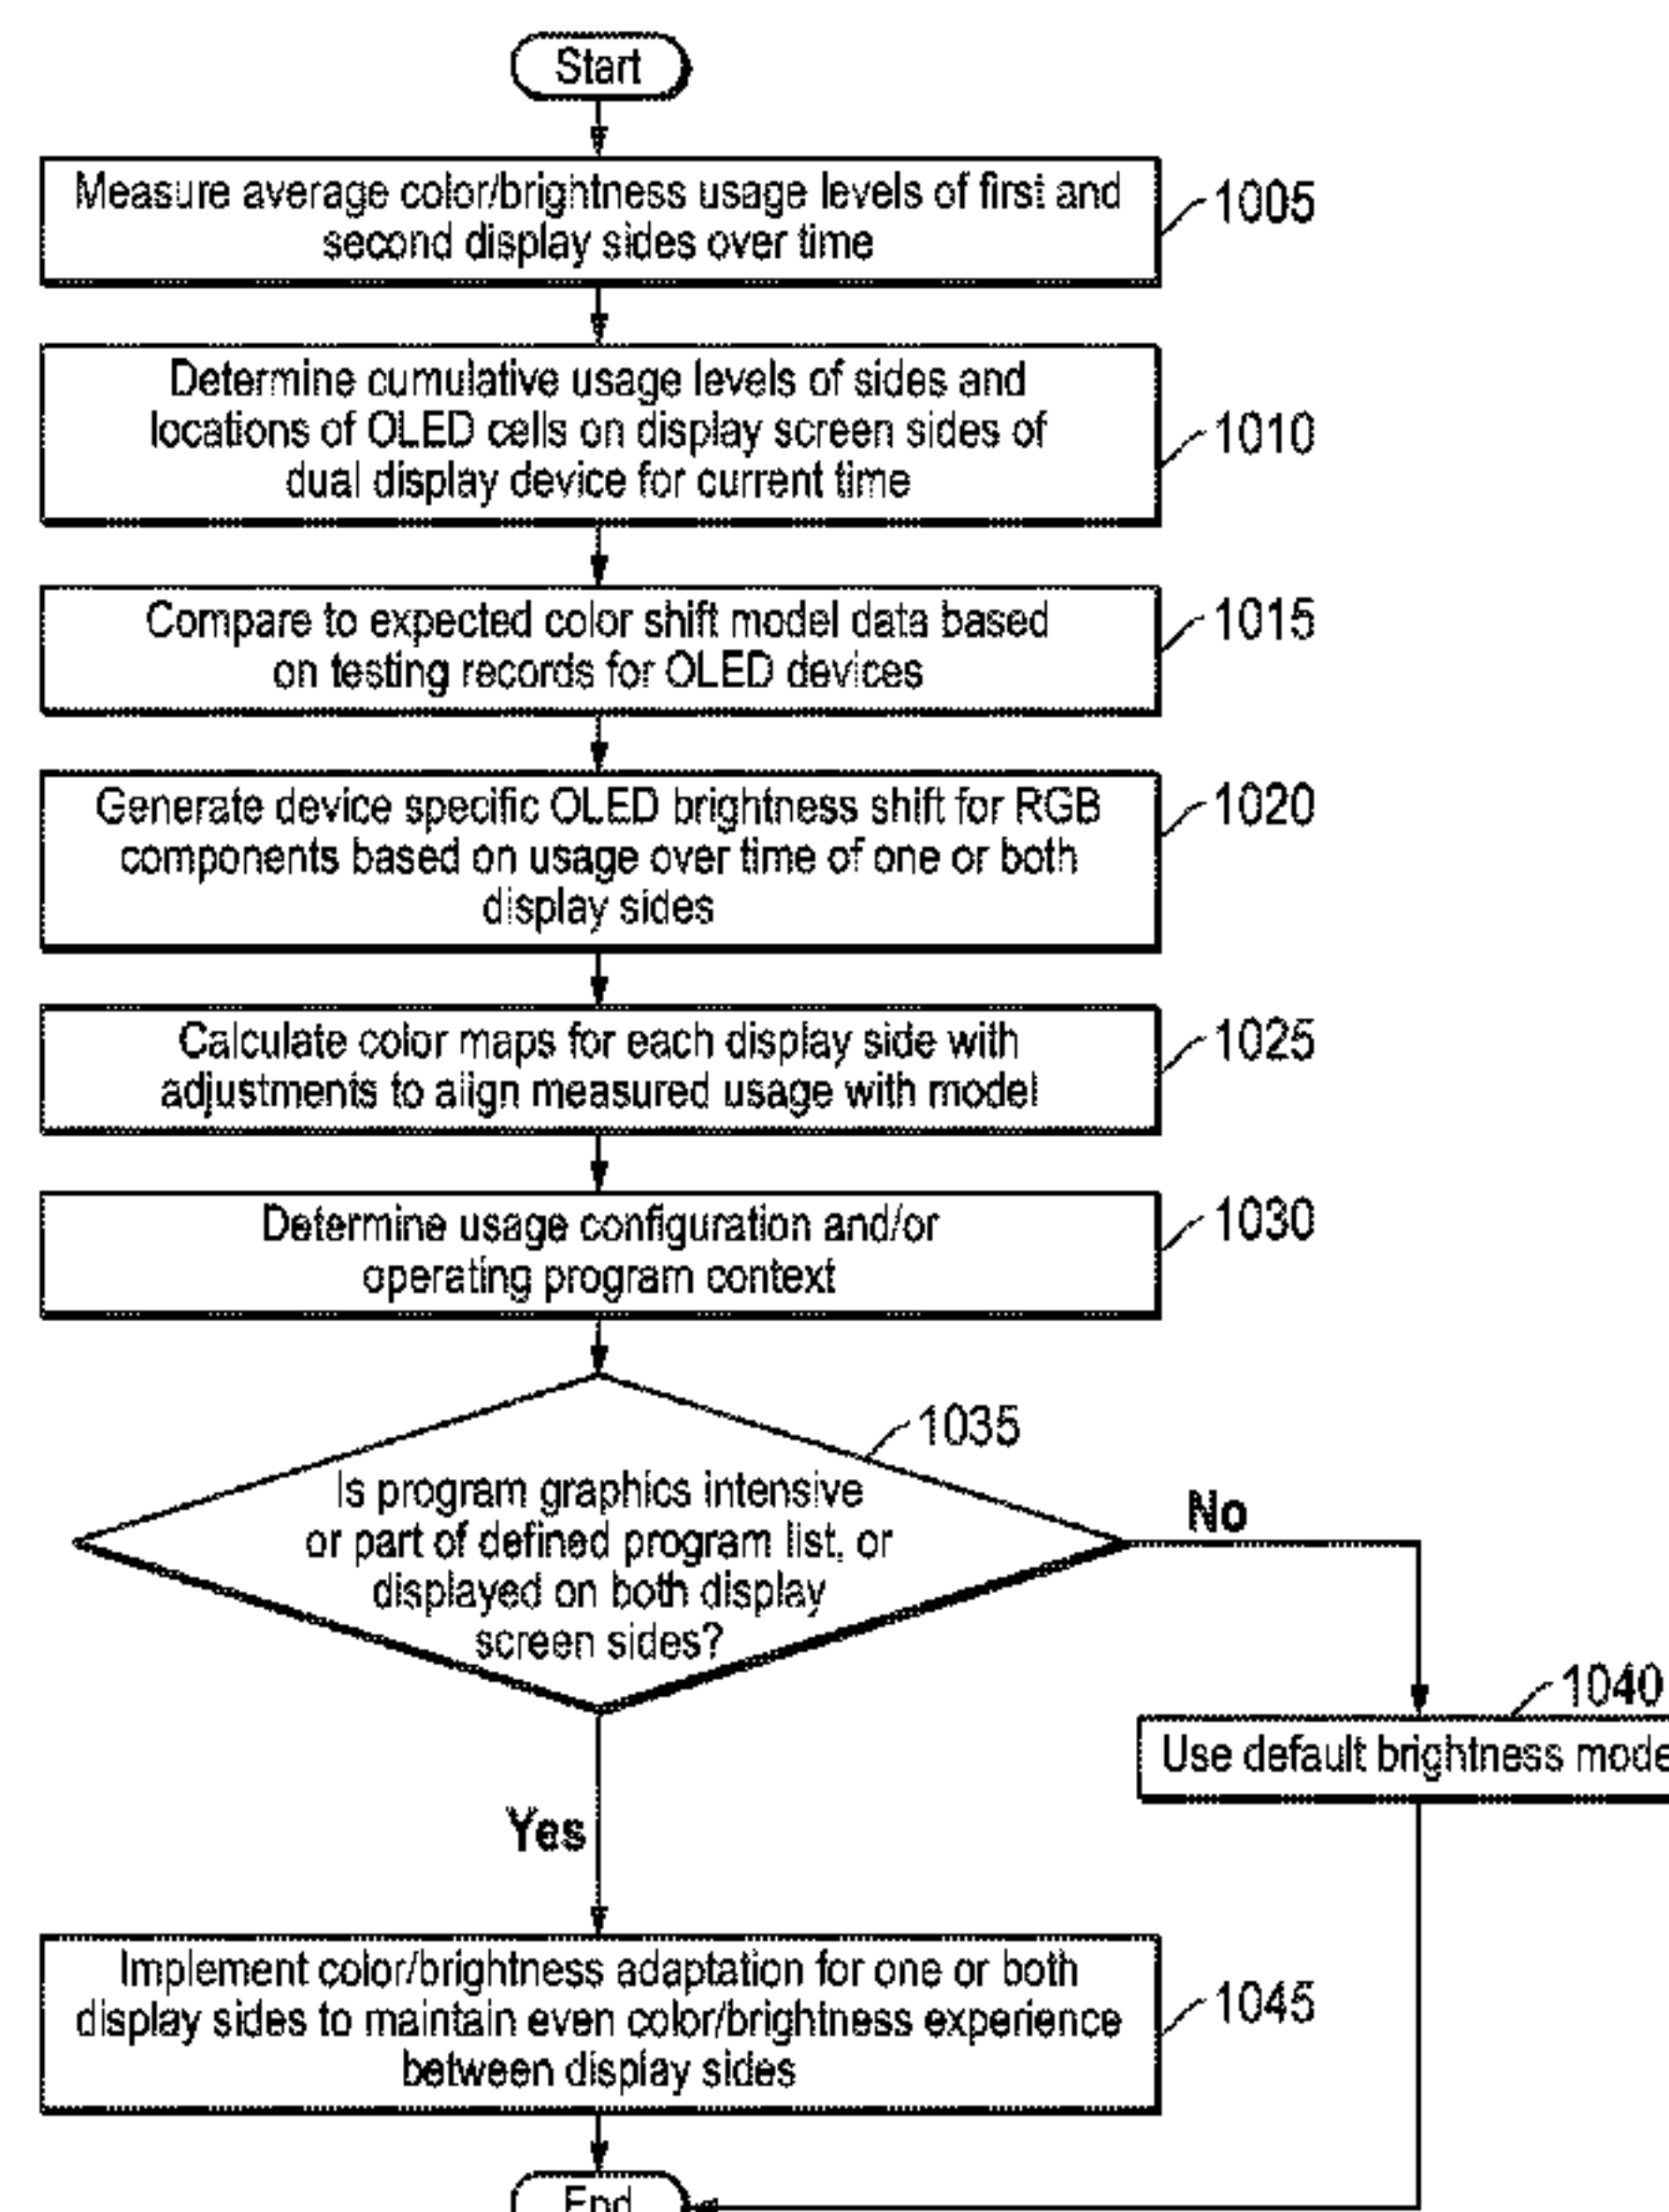 Start
Measure average color/brightness usage levels of first and
second display sides over time
1005
Determine cumulative usage levels of sides and
locations of OLED cells on display screen sides of
dual display device for current time
1010
Compare to expected color shift model data based
on testing records for OLED devices
1015
Generate device specific OLED brightness shift for RGB
components based on usage over time of one or both
display sides
1020
Calculate color maps for each display side with
adjustments to align measured usage with model
1025
Determine usage configuration and/or
operating program context
1030
1035
Is program graphics intensive
or part of defined program list, or
displayed on both display
screen sides?
No
1040
Use default brightness mode
Yes
Implement color/brightness adaptation for one or both
display sides to maintain even color/brightness experience
between display sides
1045
End